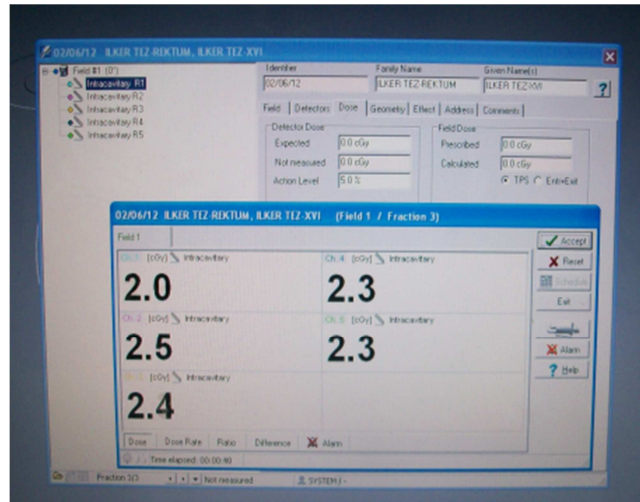 02/06/12 ILKER TEZ-REKTUM, ILKER TEZ-XVI
Field #1 (0°)
Intracavitary R1
Intracavitary R2
Intracavitary R3
Intracavitary R4
Intracavitary R5
Identifier Family Name Given Name(s)
02/06/12 ILKER TEZ-REKTUM ILKER TEZ-XVI
?
Field Detectors Dose Geometry Effect Address Comments
Detector Dose Field Dose
Expected 0.0 cGy Prescribed 0.0 cGy
Not measured 0.0 cGy Calculated 0.0 cGy
Action Level 5.0 % TPS Entr+Exit
02/06/12 ILKER TEZ-REKTUM, ILKER TEZ-XVI (Field 1 / Fraction 3)
Field 1
Accept
Reset
Schedule
Exit
Alarm
? Help
[cGy] Intracavitary Ch. 4 [cGy] Intracavitary
2.0 2.3
Ch. 2 [cGy] Intracavitary Ch. 5 [cGy] Intracavitary
2.5 2.3
[cGy] Intracavitary
2.4
Dose Dose Rate Ratio Difference Alarm
Time elapsed: 00:00:
Fraction Not measured SYSTEM / -